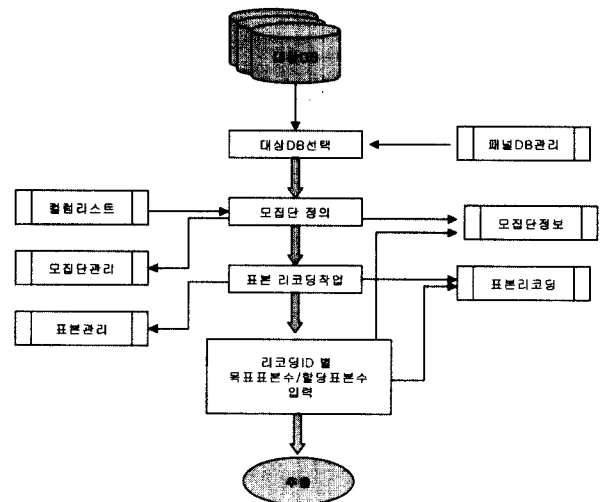 대상DB선택
패널DB관리
컬럼리스트
모집단 정의
모집단정보
모집단관리
표본 리코딩작업
표본리코딩
표본관리
리코딩ID 별
목표표본수/할당표본수
입력
추출